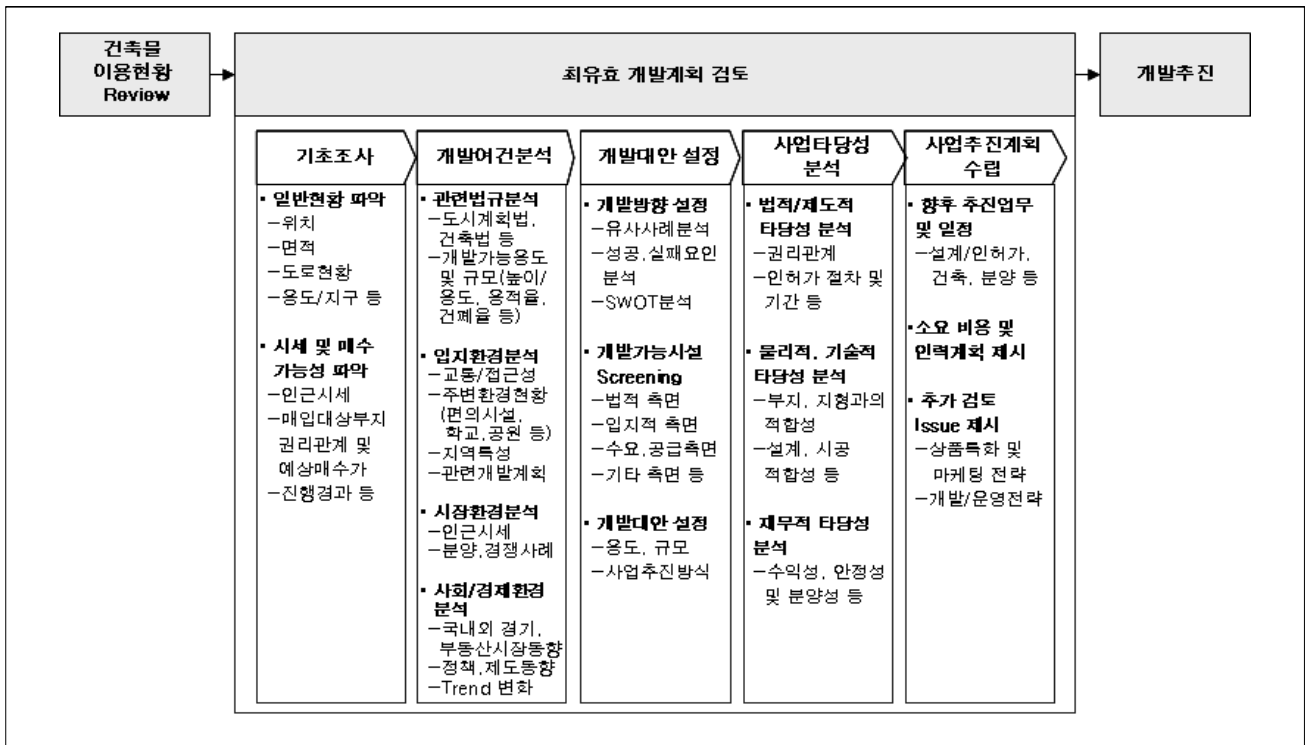 건축물
이용현황
Review
최유효 개발계획 검토
개발추진
기초조사
▪ 일반현황 파악
–위치
–면적
–도로현황
–용도/지구 등
▪ 시세 및 매수
가능성 파악
–인근시세
–매입대상부지
권리관계 및
예상매수가
–진행경과 등
개발여건분석
▪ 관련법규분석
–도시계획법,
건축법 등
–개발가능용도
및 규모(높이/
용도, 용적율,
건폐율 등)
▪ 입지환경분석
–교통/접근성
–주변환경현황
(편의시설,
학교,공원 등)
–지역특성
–관련개발계획
▪ 시장환경분석
–인근시세
–분양,경쟁사례
▪ 사회/경제환경
분석
–국내외 경기,
부동산시장동향
–정책,제도동향
–Trend 변화
개발대안 설정
▪ 개발방향 설정
–유사사례분석
–성공,실패요인
분석
–SWOT분석
▪ 개발가능시설
Screening
–법적 측면
–입지적 측면
–수요,공급측면
–기타 측면 등
▪ 개발대안 설정
–용도, 규모
–사업추진방식
사업타당성
분석
▪ 법적/제도적
타당성 분석
–권리관계
–인허가 절차 및
기간 등
▪ 물리적, 기술적
타당성 분석
–부지, 지형과의
적합성
–설계, 시공
적합성 등
▪ 재무적 타당성
분석
–수익성, 안정성
및 분양성 등
사업추진계획
수립
▪ 향후 추진업무
및 일정
–설계/인허가,
건축, 분양 등
▪소요 비용 및
인력계획 제시
▪ 추가 검토
Issue 제시
–상품특화 및
마케팅 전략
–개발/운영전략